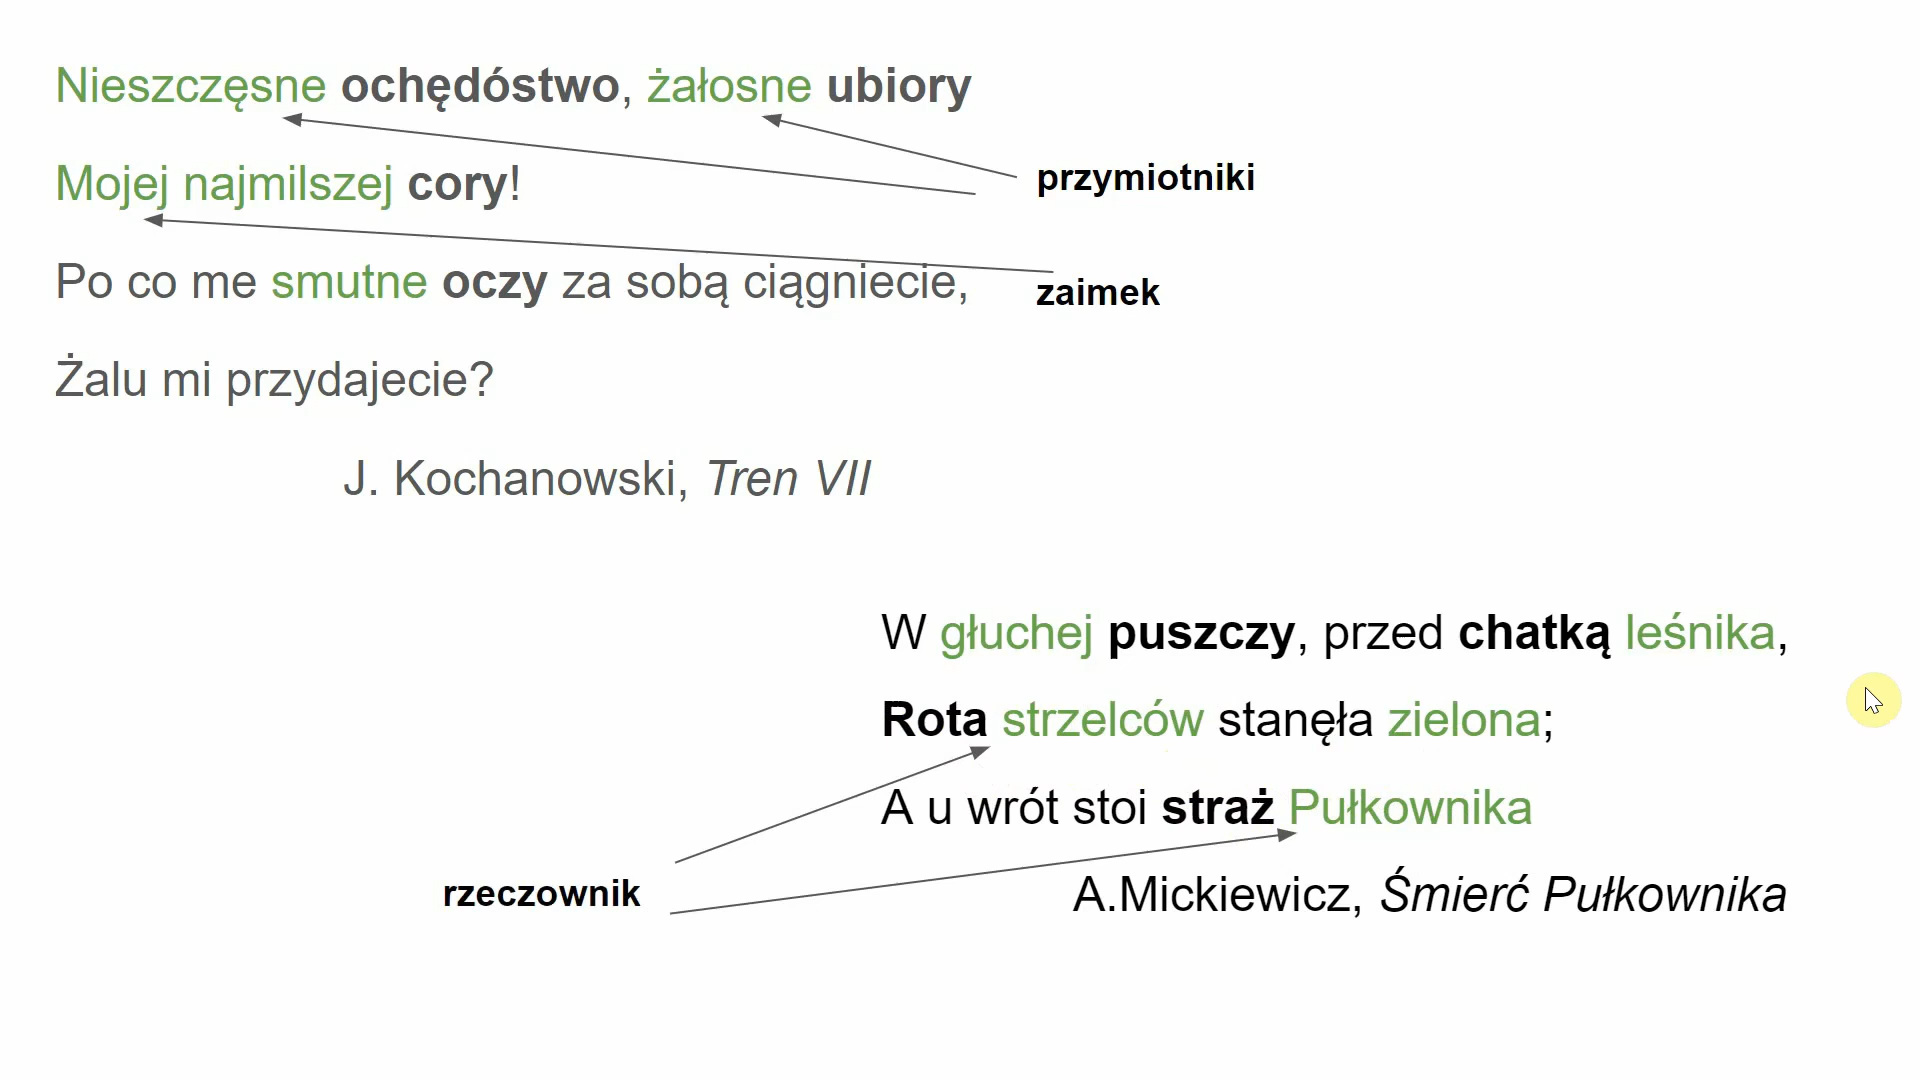 Nieszczęsne ochędóstwo, żałosne ubiory
przymiotniki
Mojej najmilszej cory!
Po co me smutne oczy za sobą ciągniecie,
zaimek
Żalu mi przydajecie?
J. Kochanowski, Tren VII
W głuchej puszczy, przed chatką leśnika,
Rota strzelców stanęła zielona;
A u wrót stoi straż Pułkownika
rzeczownik
A.Mickiewicz, Śmierć Pułkownika